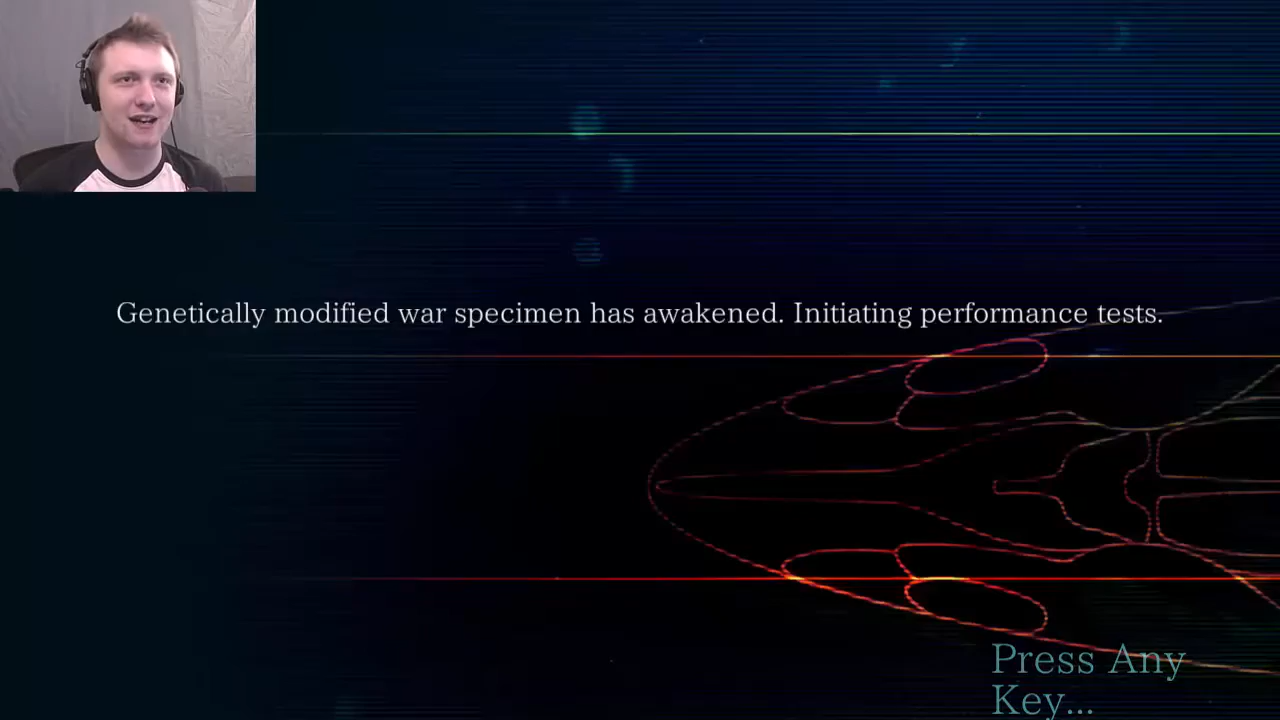 Genetically modified war specimen has awakened. Initiating performance tests.
Press Any
Key...